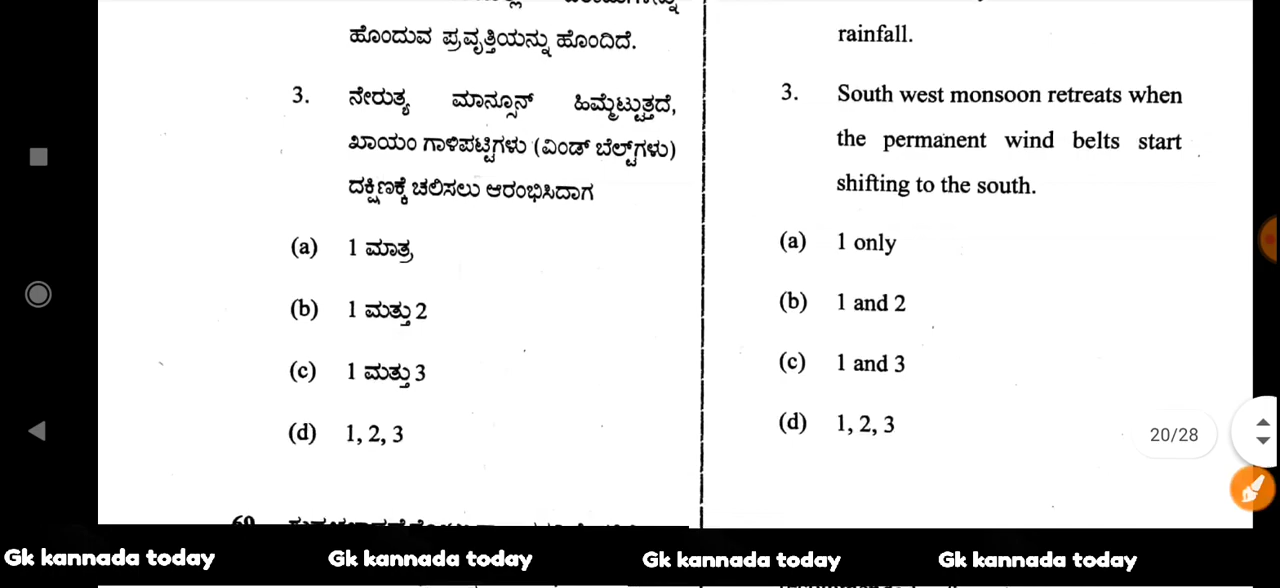 ಹೊಂದುವ ಪ್ರವೃತ್ತಿಯನ್ನು ಹೊಂದಿದೆ.
3. ನೇರುತ್ಯ ಮಾನ್ಸೂನ್ ಹಿಮ್ಮೆಟ್ಟುತ್ತದೆ,
ಖಾಯಂ ಗಾಳಿಪಟ್ಟಿಗಳು (ವಿಂಡ್ ಬೆಲ್ಟ್‌ಗಳು)
ದಕ್ಷಿಣಕ್ಕೆ ಚಲಿಸಲು ಆರಂಭಿಸಿದಾಗ
(a) 1 ಮಾತ್ರ
(b) 1 ಮತ್ತು 2
(c) 1 ಮತ್ತು 3
(d) 1, 2, 3
rainfall.
3. South west monsoon retreats when
the permanent wind belts start
shifting to the south.
(a) 1 only
(b) 1 and 2
(c) 1 and 3
(d) 1, 2, 3
20/28
Gk kannada today Gk kannada today Gk kannada today Gk kannada today